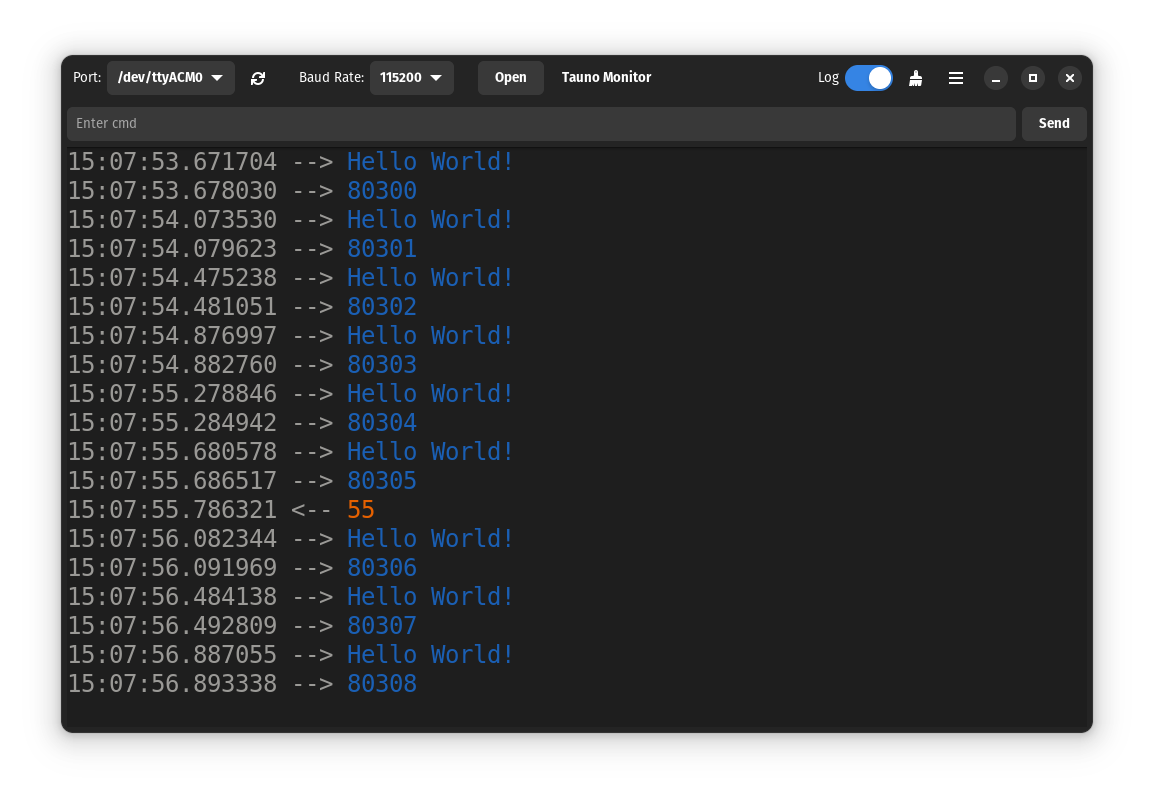 Port: /dev/ttyACM0 Baud Rate: 115200 Open Tauno Monitor Log
Enter cmd Send
15:07:53.671704 --> Hello World!
15:07:53.678030 --> 80300
15:07:54.073530 --> Hello World!
15:07:54.079623 --> 80301
15:07:54.475238 --> Hello World!
15:07:54.481051 --> 80302
15:07:54.876997 --> Hello World!
15:07:54.882760 --> 80303
15:07:55.278846 --> Hello World!
15:07:55.284942 --> 80304
15:07:55.680578 --> Hello World!
15:07:55.686517 --> 80305
15:07:55.786321 <-- 55
15:07:56.082344 --> Hello World!
15:07:56.091969 --> 80306
15:07:56.484138 --> Hello World!
15:07:56.492809 --> 80307
15:07:56.887055 --> Hello World!
15:07:56.893338 --> 80308